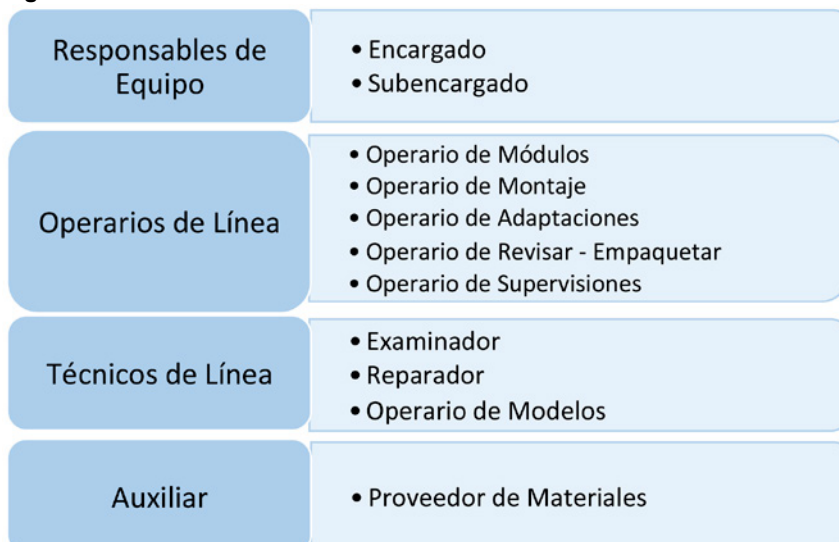 Responsables de
Equipo
• Encargado
• Subencargado
Operarios de Línea
• Operario de Módulos
• Operario de Montaje
• Operario de Adaptaciones
• Operario de Revisar - Empaquetar
• Operario de Supervisiones
Técnicos de Línea
• Examinador
• Reparador
• Operario de Modelos
Auxiliar
• Proveedor de Materiales